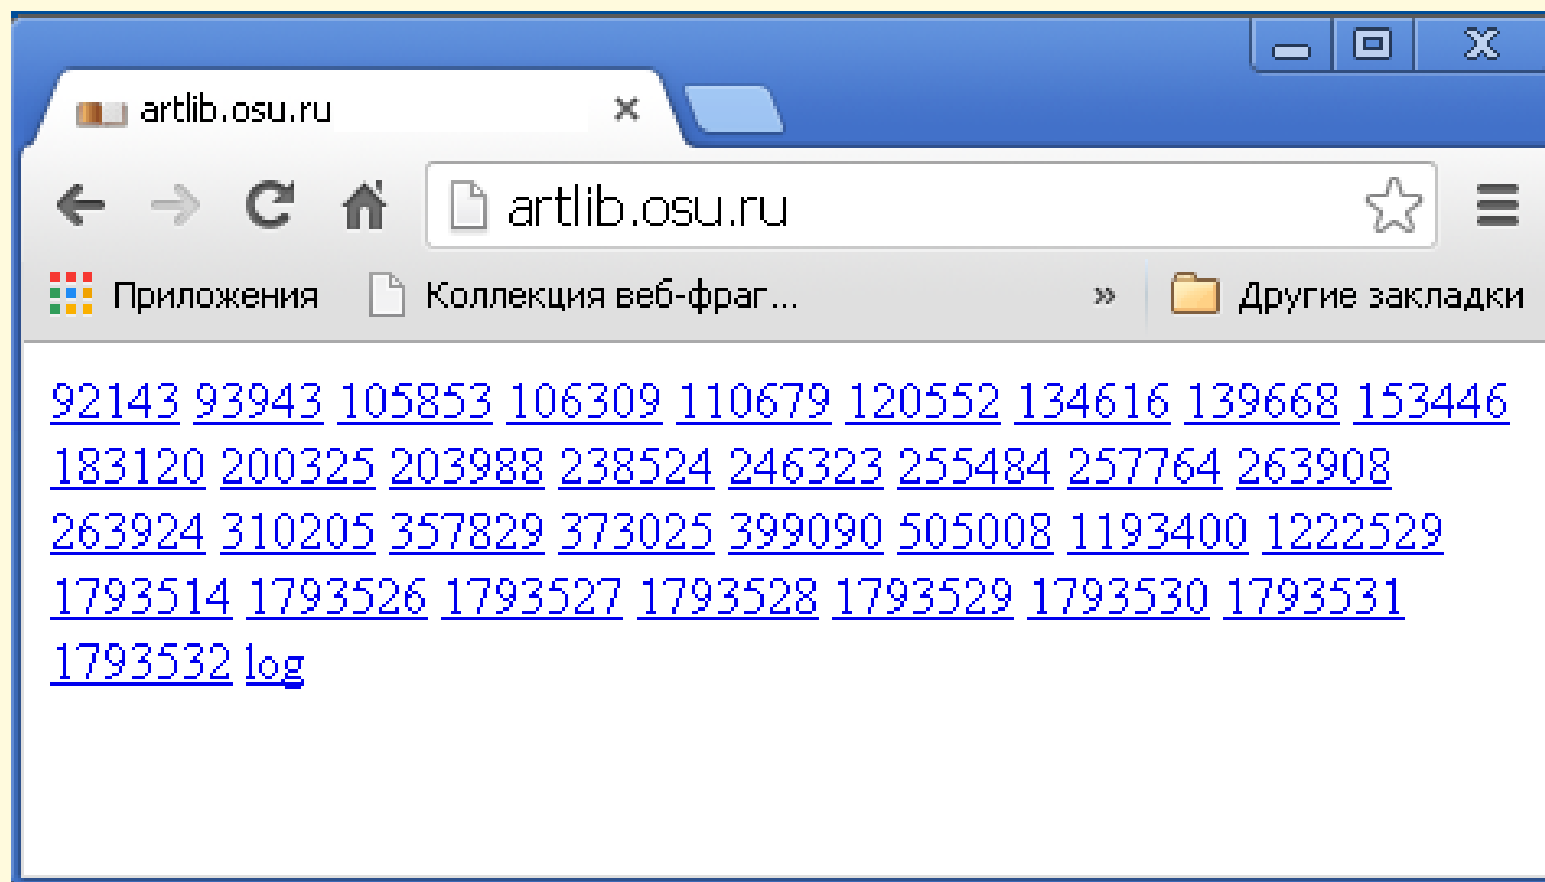 artlib.osu.ru
artlib.osu.ru
Приложения Коллекция веб-фраг... » Другие закладки
92143 93943 105853 106309 110679 120552 134616 139668 153446
183120 200325 203988 238524 246323 255484 257764 263908
263924 310205 357829 373025 399090 505008 1193400 1222529
1793514 1793526 1793527 1793528 1793529 1793530 1793531
1793532 log